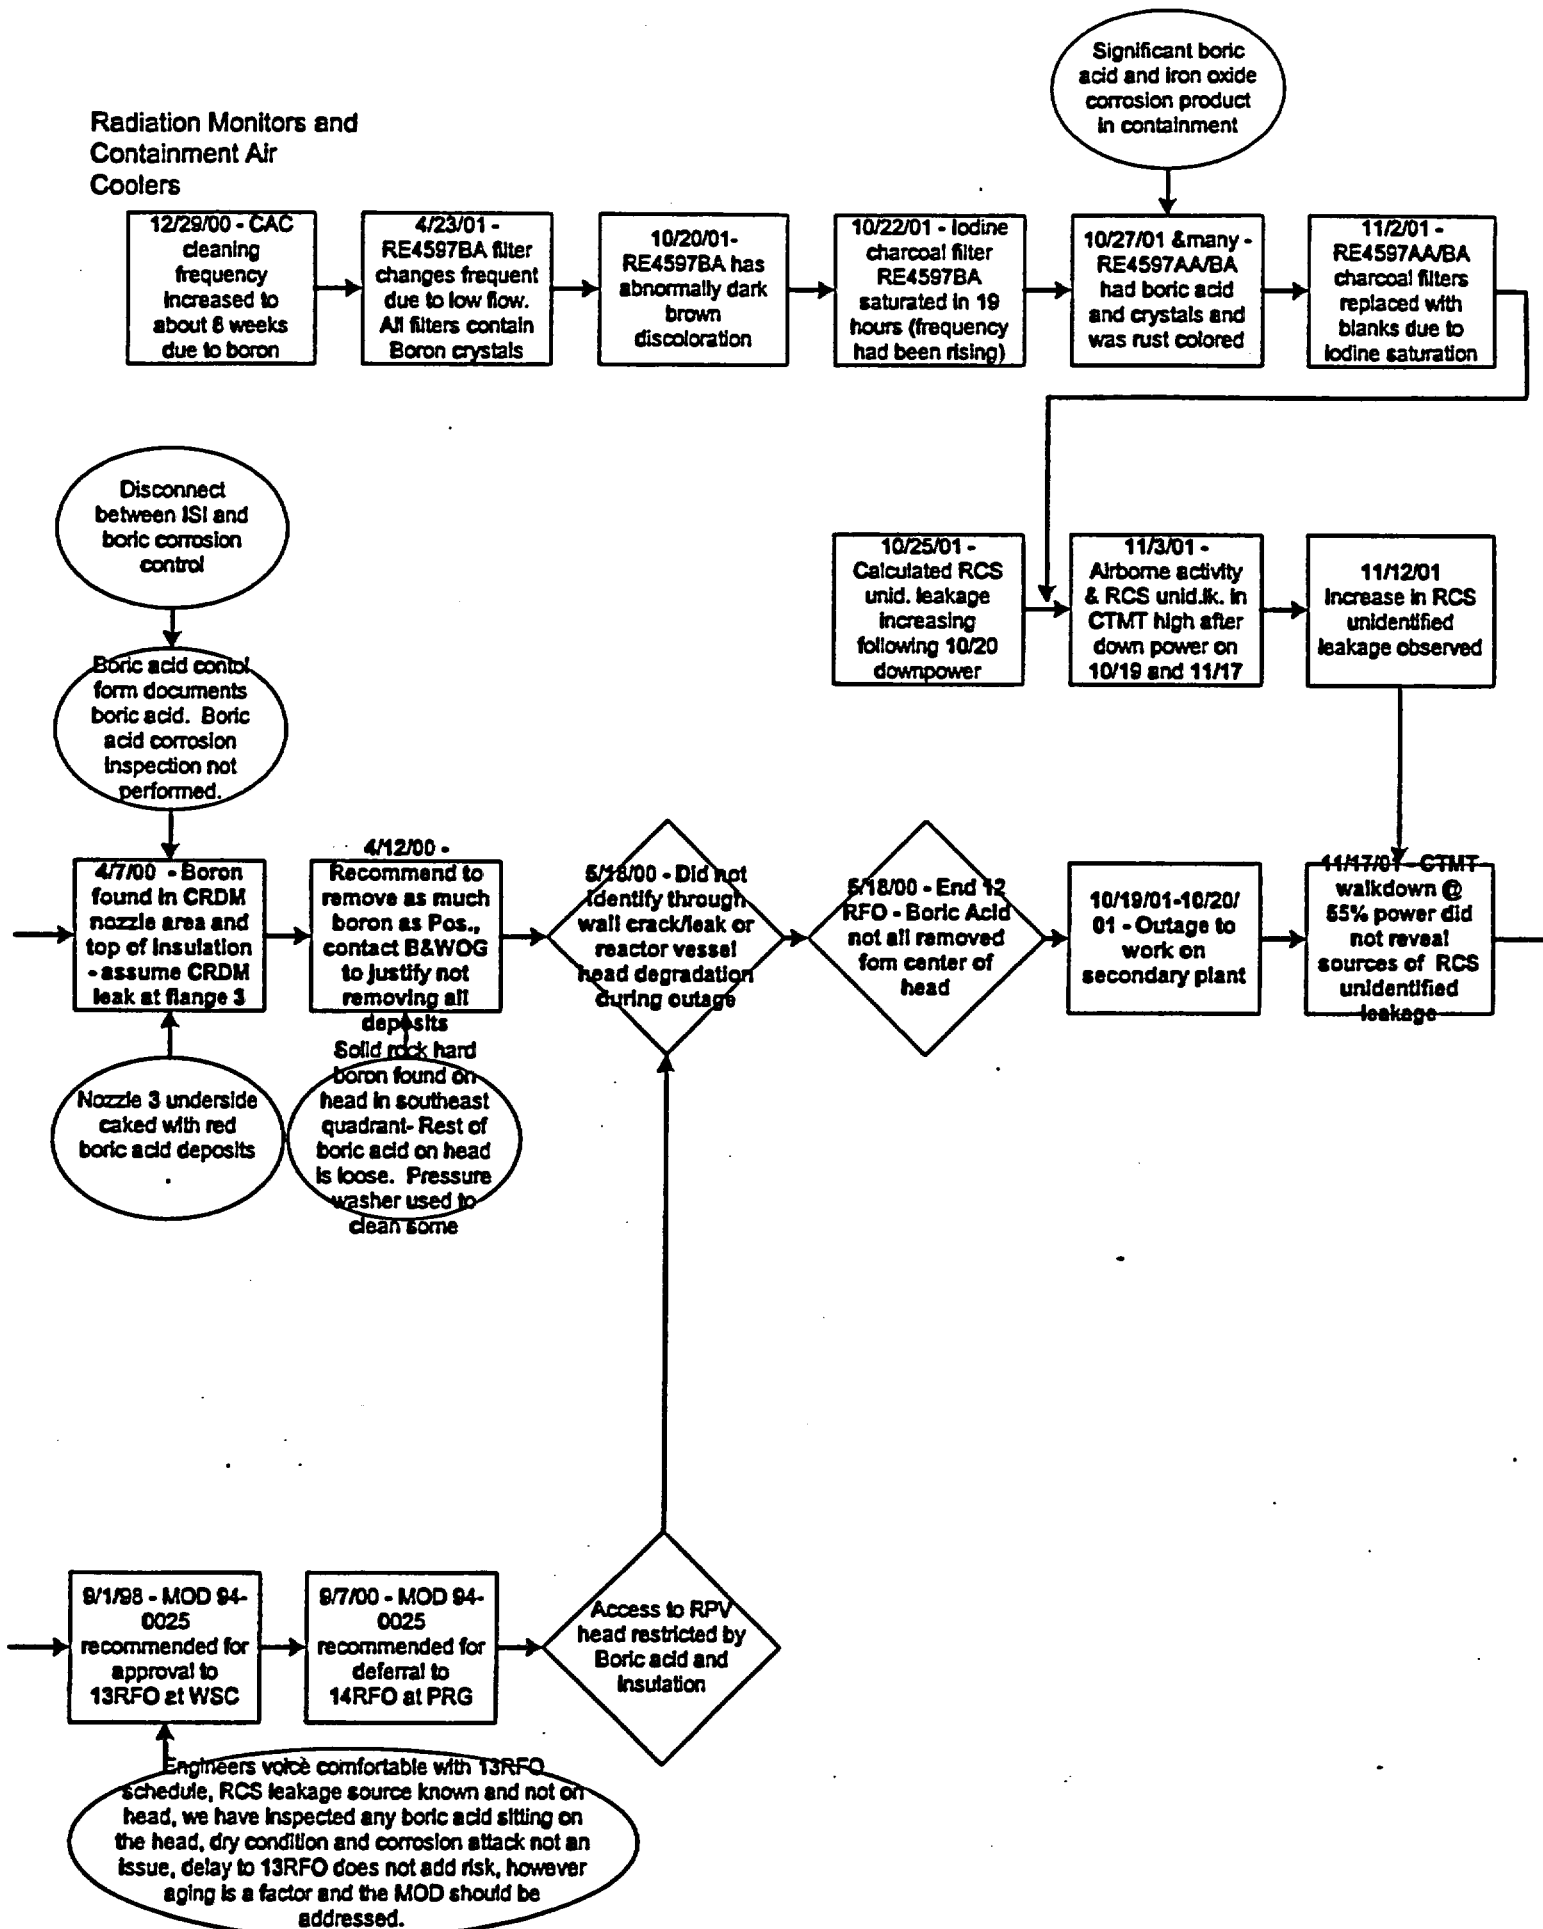 Significant boric
acid and iron oxide
corrosion product
in containment
Radiation Monitors and
Containment Air
Coolers
12/29/00 - CAC
cleaning
frequency
increased to
about 8 weeks
due to boron
4/23/01 -
RE4597BA filter
changes frequent
due to low flow.
All filters contain
Boron crystals
10/20/01-
RE4597BA has
abnormally dark
brown
discoloration
10/22/01 - Iodine
charcoal filter
RE4597BA
saturated in 19
hours (frequency
had been rising)
10/27/01 &many -
RE4597AA/BA
had boric acid
and crystals and
was rust colored
11/2/01 -
RE4597AA/BA
charcoal filters
replaced with
blanks due to
iodine saturation
Disconnect
between ISI and
boric corrosion
control
Boric acid contol
form documents
boric acid. Boric
acid corrosion
inspection not
performed.
10/25/01 -
Calculated RCS
unid. leakage
increasing
following 10/20
downpower
11/3/01 -
Airborne activity
& RCS unid.lk. in
CTMT high after
down power on
10/19 and 11/17
11/12/01
Increase in RCS
unidentified
leakage observed
4/7/00 - Boron
found in CRDM
nozzle area and
top of insulation
- assume CRDM
leak at flange 3
4/12/00 -
Recommend to
remove as much
boron as Pos.,
contact B&WOG
to justify not
removing all
deposits
5/18/00 - Did not
identify through
wall crack/leak or
reactor vessel
head degradation
during outage
5/18/00 - End 12
RFO - Boric Acid
not all removed
fom center of
head
10/19/01-10/20/
01 - Outage to
work on
secondary plant
11/17/01 - CTMT
walkdown @
55% power did
not reveal
sources of RCS
unidentified
leakage
Nozzle 3 underside
caked with red
boric acid deposits
Solid rock hard
boron found on
head in southeast
quadrant- Rest of
boric acid on head
is loose. Pressure
washer used to
clean some
9/1/98 - MOD 94-
0025
recommended for
approval to
13RFO at WSC
9/7/00 - MOD 94-
0025
recommended for
deferral to
14RFO at PRG
Access to RPV
head restricted by
Boric acid and
insulation
Engineers voice comfortable with 13RFO
schedule, RCS leakage source known and not on
head, we have inspected any boric acid sitting on
the head, dry condition and corrosion attack not an
issue, delay to 13RFO does not add risk, however
aging is a factor and the MOD should be
addressed.